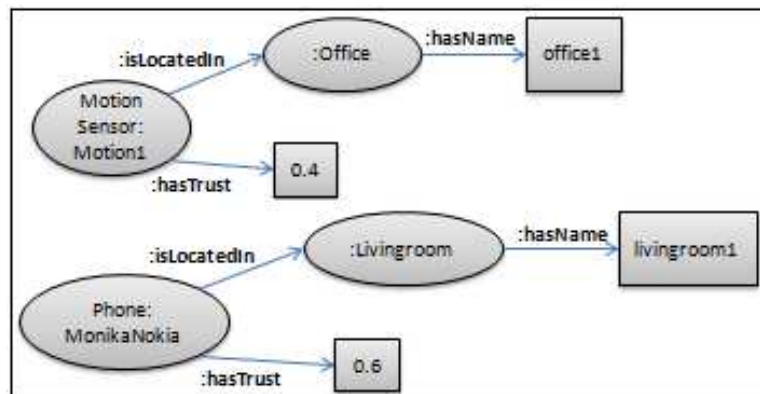 :isLocatedIn
:Office
:hasName
office1
Motion
Sensor:
Motion1
:hasTrust
0.4
:isLocatedIn
:Livingroom
:hasName
livingroom1
Phone:
MonikaNokia
:hasTrust
0.6